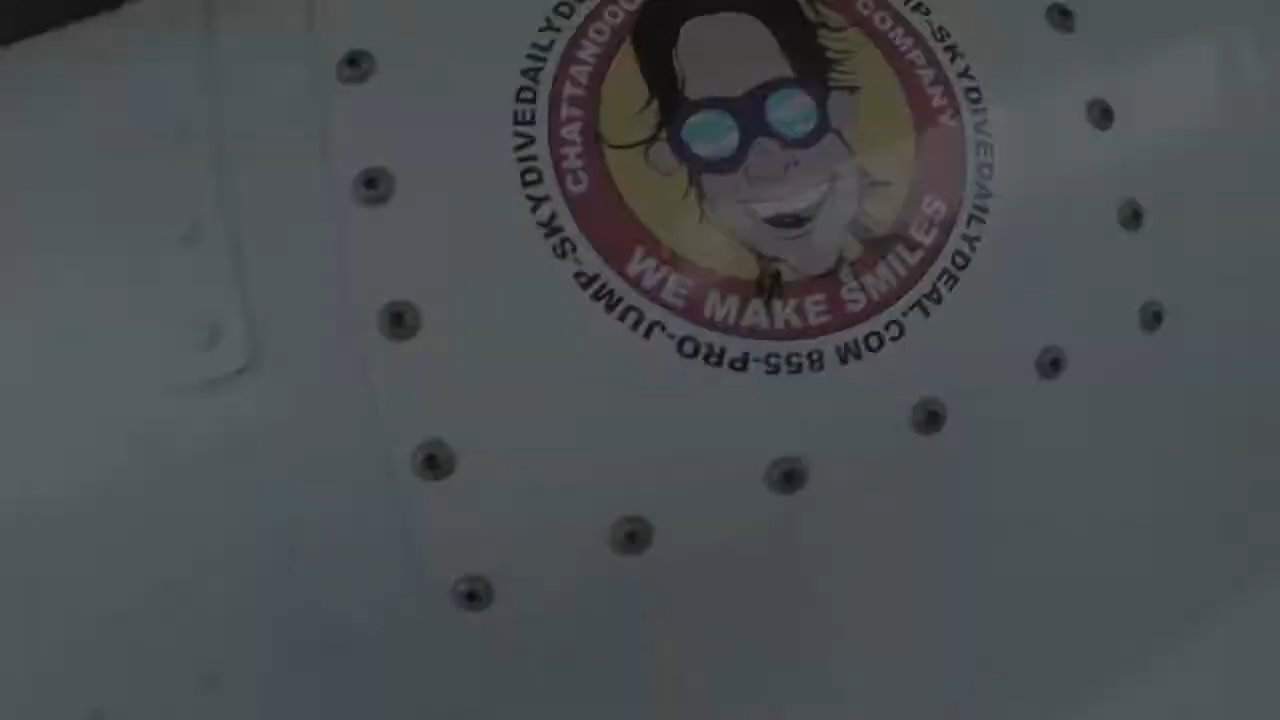 CHATTANOOG
COMPANY
WE MAKE SMILES
P-SKYDIVEDAILYDEAL.COM 855-PRO-JUMP-SKYDIVEDAILYDE